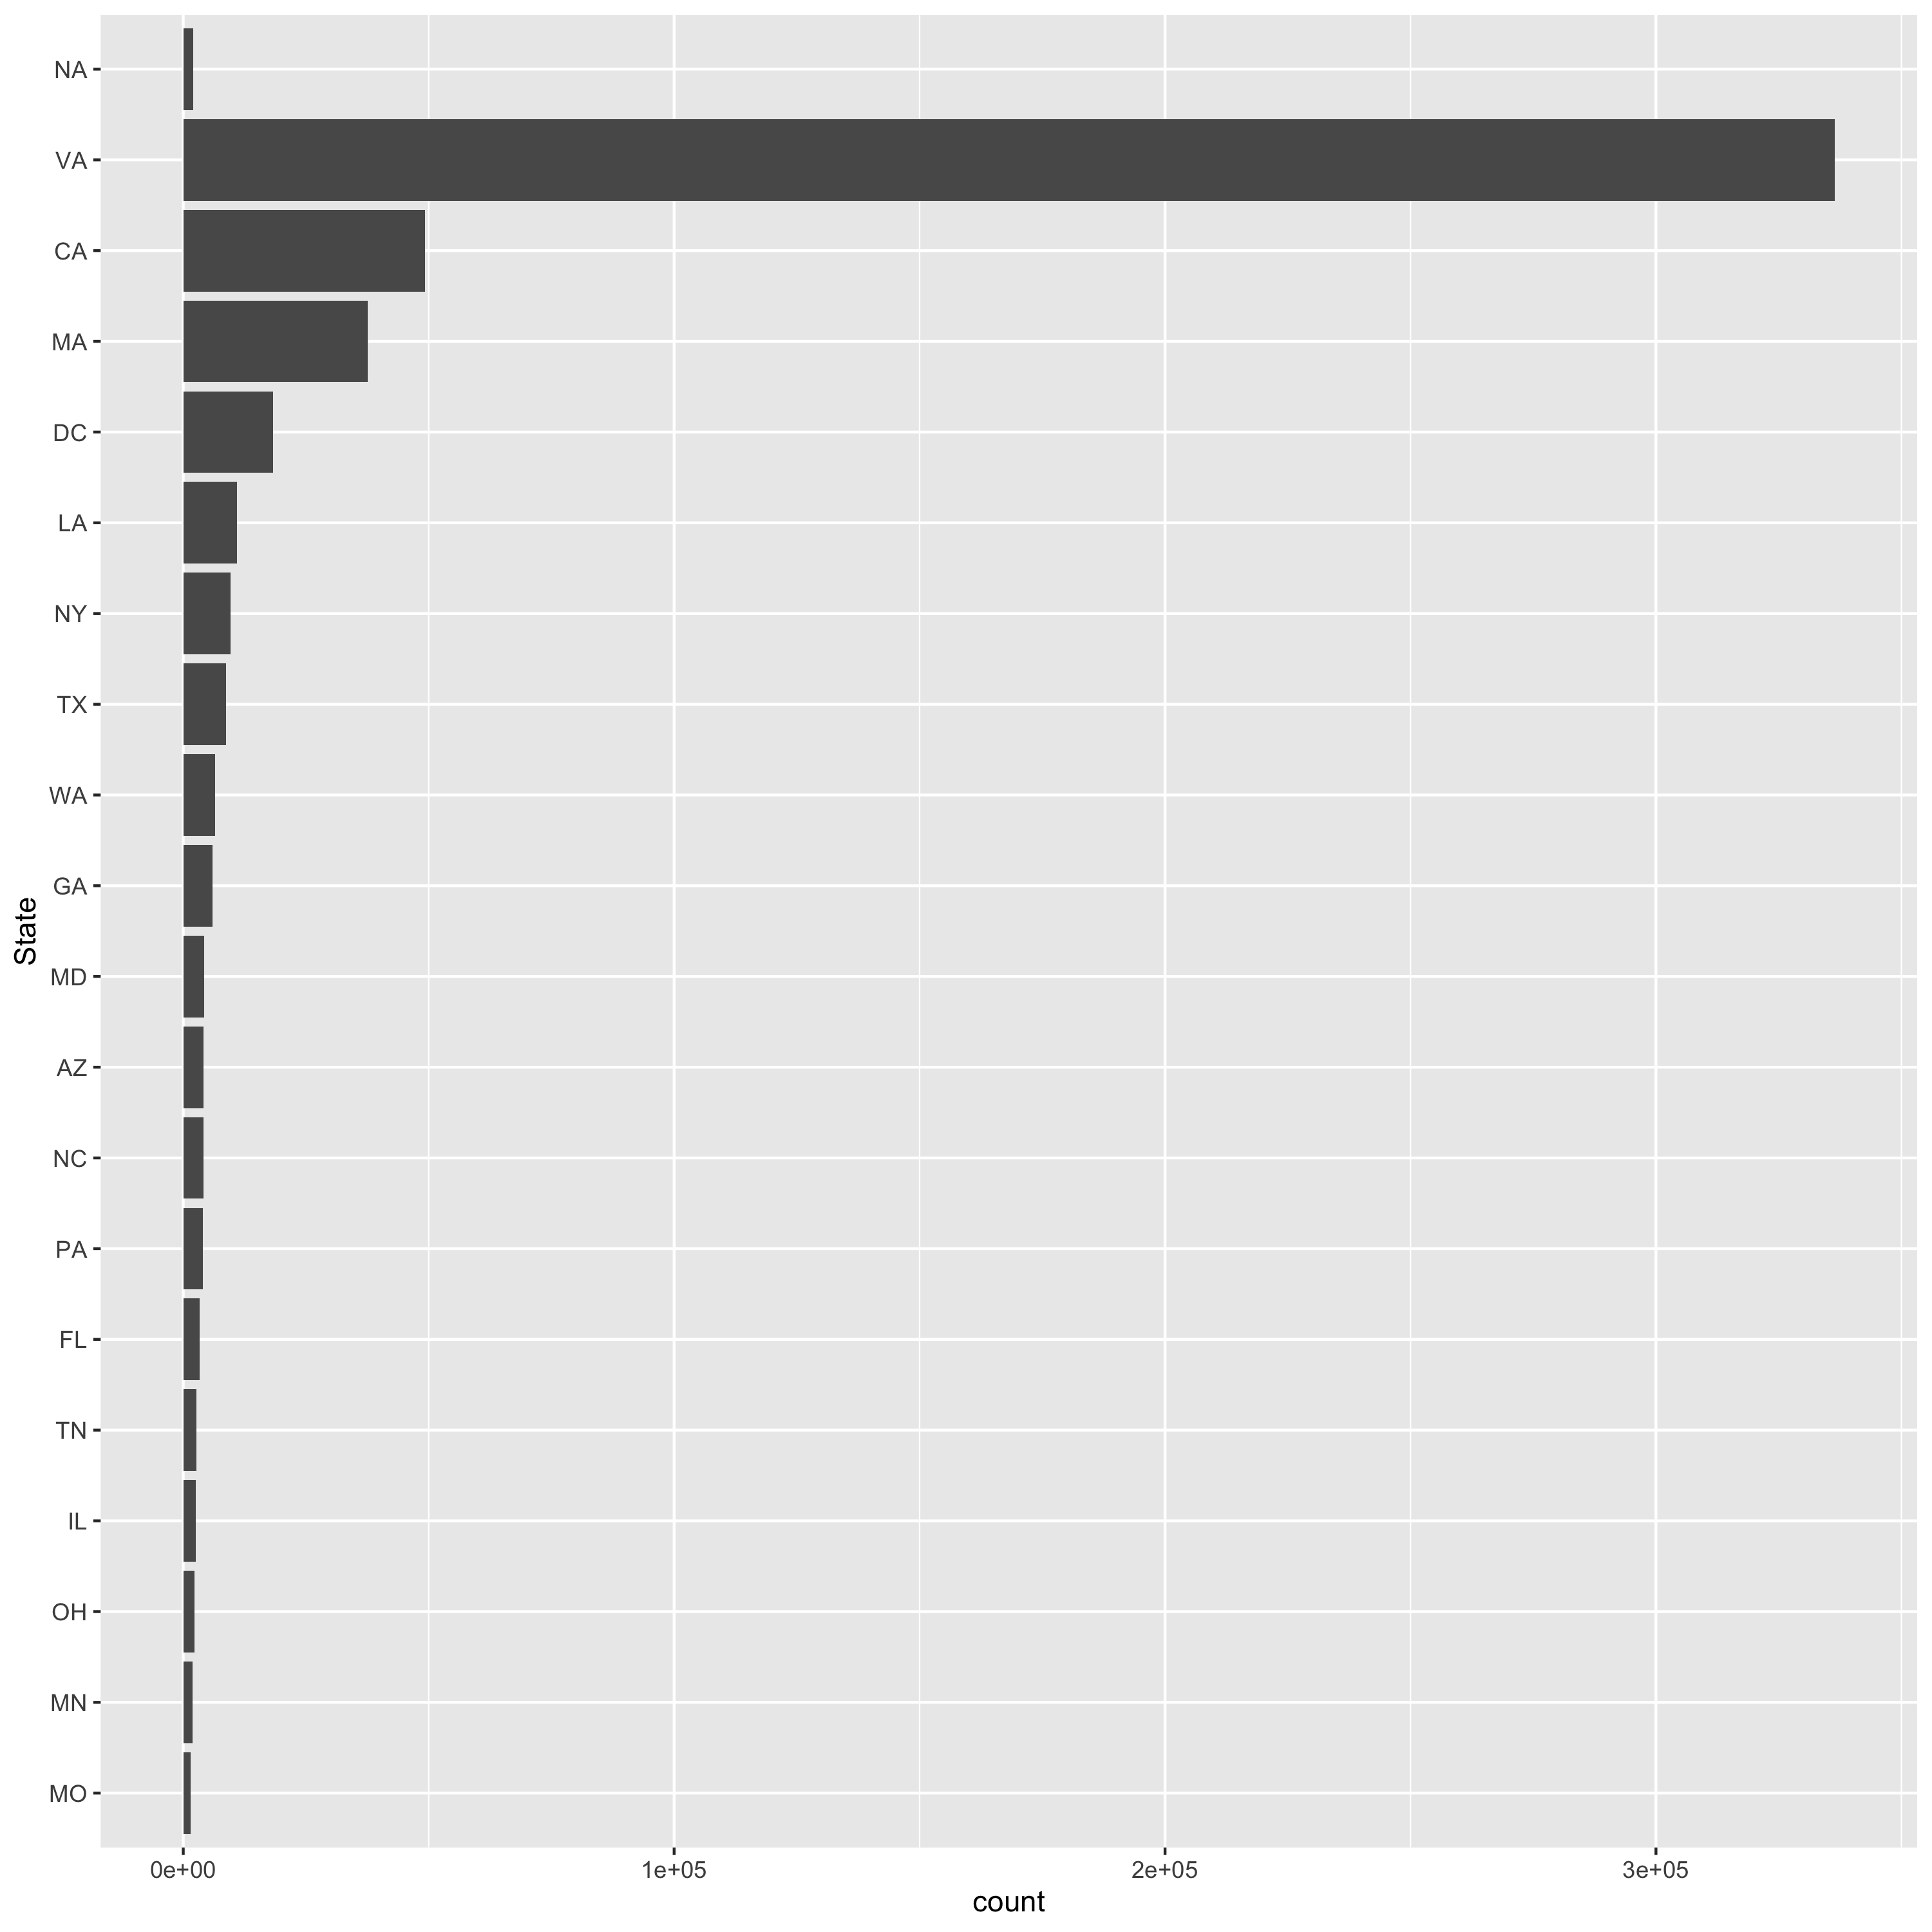 NA
VA
CA
MA
DC
LA
NY
TX
WA
GA
MD
AZ
NC
PA
FL
TN
IL
OH
MN
MO
State
0e+00 1e+05 2e+05 3e+05
count